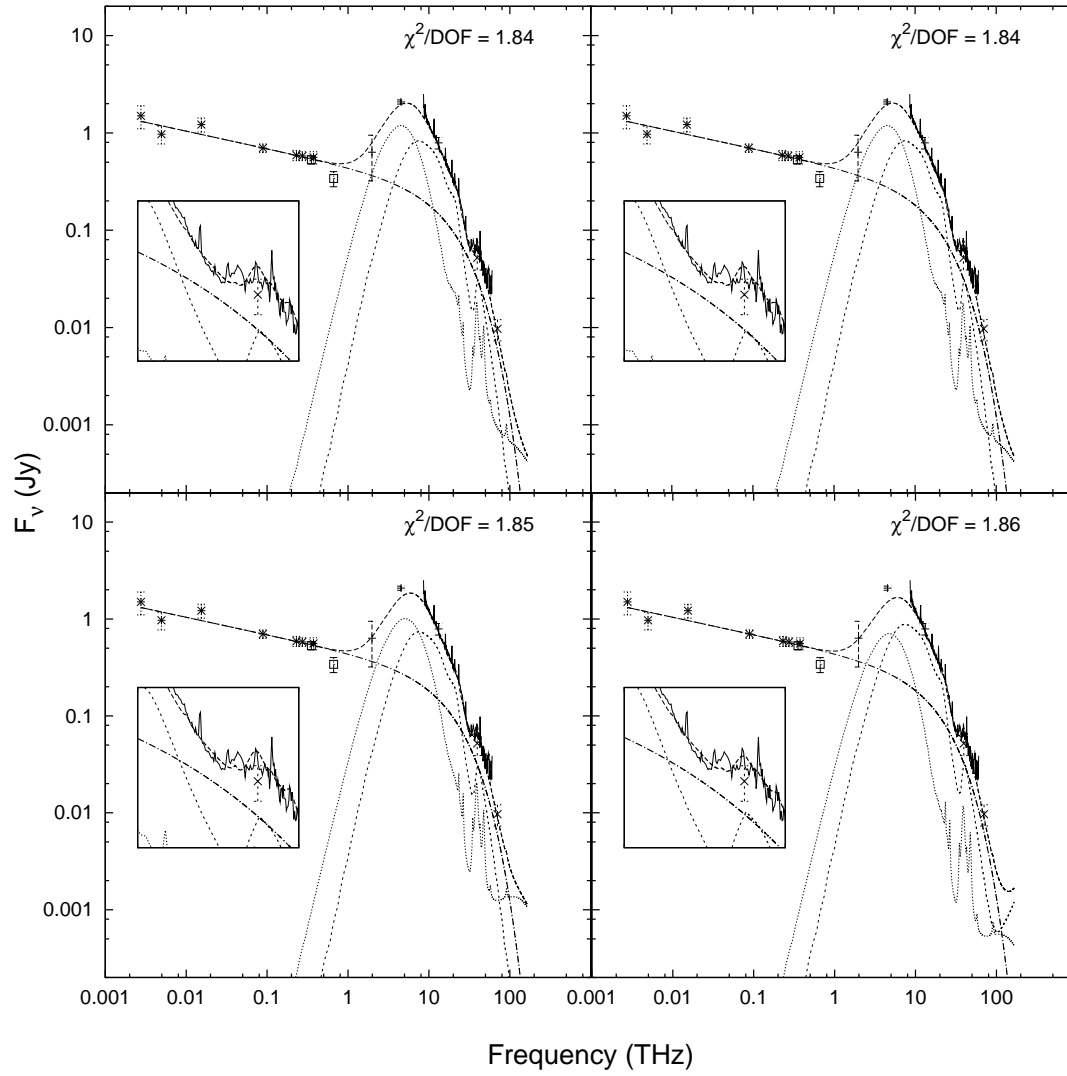 χ²/DOF = 1.84
χ²/DOF = 1.84
10
1
0.1
0.01
0.001
χ²/DOF = 1.85
χ²/DOF = 1.86
10
1
0.1
0.01
0.001
F_ν (Jy)
0.001 0.01 0.1 1 10 100 0.001 0.01 0.1 1 10 100
Frequency (THz)